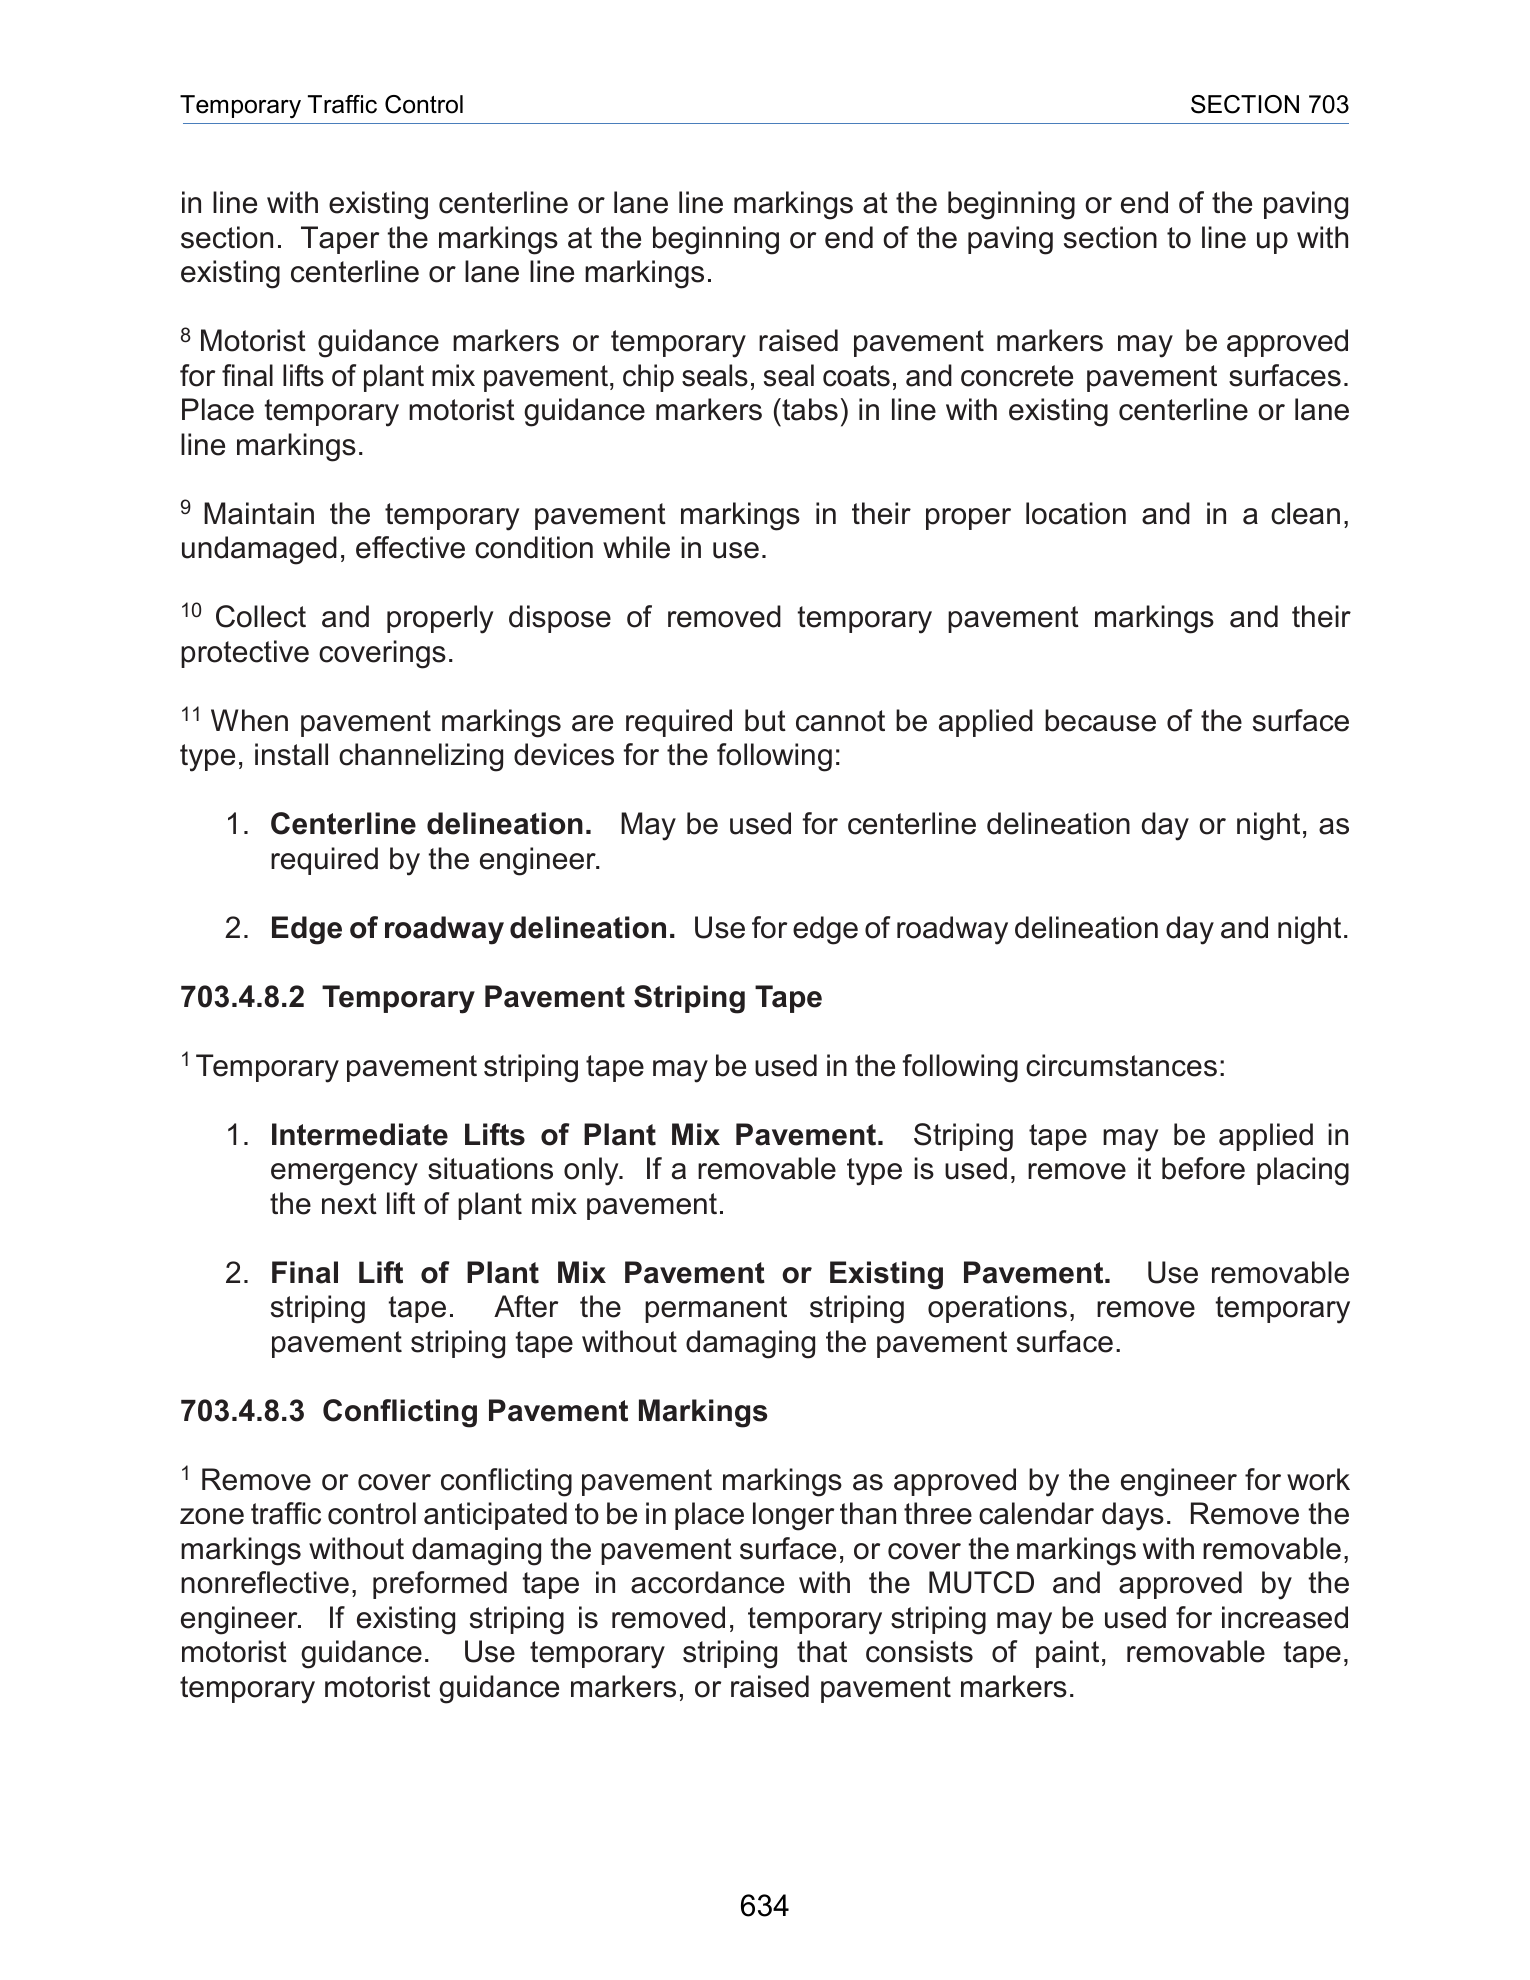 Temporary Traffic Control SECTION 703
in line with existing centerline or lane line markings at the beginning or end of the paving
section. Taper the markings at the beginning or end of the paving section to line up with
existing centerline or lane line markings.
8 Motorist guidance markers or temporary raised pavement markers may be approved
for final lifts of plant mix pavement, chip seals, seal coats, and concrete pavement surfaces.
Place temporary motorist guidance markers (tabs) in line with existing centerline or lane
line markings.
9 Maintain the temporary pavement markings in their proper location and in a clean,
undamaged, effective condition while in use.
10 Collect and properly dispose of removed temporary pavement markings and their
protective coverings.
11 When pavement markings are required but cannot be applied because of the surface
type, install channelizing devices for the following:
1. Centerline delineation. May be used for centerline delineation day or night, as
required by the engineer.
2. Edge of roadway delineation. Use for edge of roadway delineation day and night.
703.4.8.2 Temporary Pavement Striping Tape
1 Temporary pavement striping tape may be used in the following circumstances:
1. Intermediate Lifts of Plant Mix Pavement. Striping tape may be applied in
emergency situations only. If a removable type is used, remove it before placing
the next lift of plant mix pavement.
2. Final Lift of Plant Mix Pavement or Existing Pavement. Use removable
striping tape. After the permanent striping operations, remove temporary
pavement striping tape without damaging the pavement surface.
703.4.8.3 Conflicting Pavement Markings
1 Remove or cover conflicting pavement markings as approved by the engineer for work
zone traffic control anticipated to be in place longer than three calendar days. Remove the
markings without damaging the pavement surface, or cover the markings with removable,
nonreflective, preformed tape in accordance with the MUTCD and approved by the
engineer. If existing striping is removed, temporary striping may be used for increased
motorist guidance. Use temporary striping that consists of paint, removable tape,
temporary motorist guidance markers, or raised pavement markers.
634